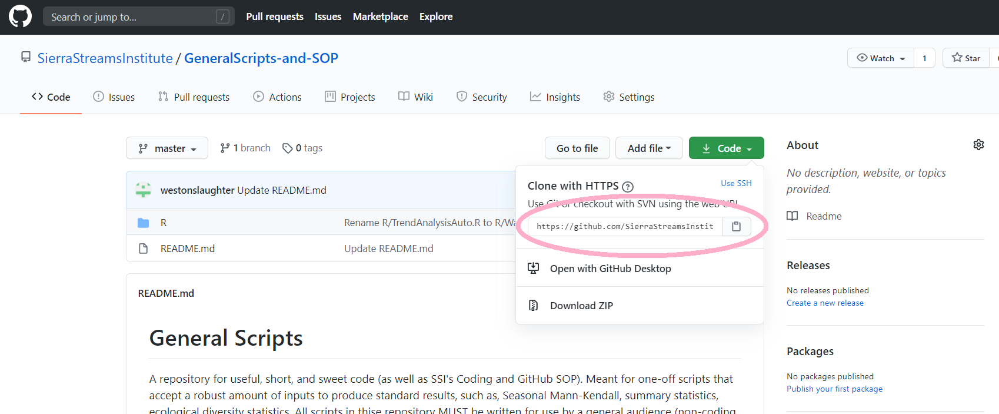 Search or jump to... / Pull requests Issues Marketplace Explore
SierraStreamsInstitute / GeneralScripts-and-SOP Watch 1 Star
Code Issues Pull requests Actions Projects Wiki Security Insights Settings
master 1 branch 0 tags Go to file Add file Code
About
No description, website, or topics
provided.
Readme
Releases
No releases published
Create a new release
Packages
No packages published
Publish your first package
Clone with HTTPS ? Use SSH
Use Git or checkout with SVN using the web URL.
https://github.com/SierraStreamsInstit
Open with GitHub Desktop
Download ZIP
westonslaughter Update README.md
R Rename R/TrendAnalysisAuto.R to R/Wa
README.md Update README.md
README.md
General Scripts
A repository for useful, short, and sweet code (as well as SSI's Coding and GitHub SOP). Meant for one-off scripts that
accept a robust amount of inputs to produce standard results, such as, Seasonal Mann-Kendall, summary statistics,
ecological diversity statistics. All scripts in thise repository MUST be written for use by a general audience (non-coding